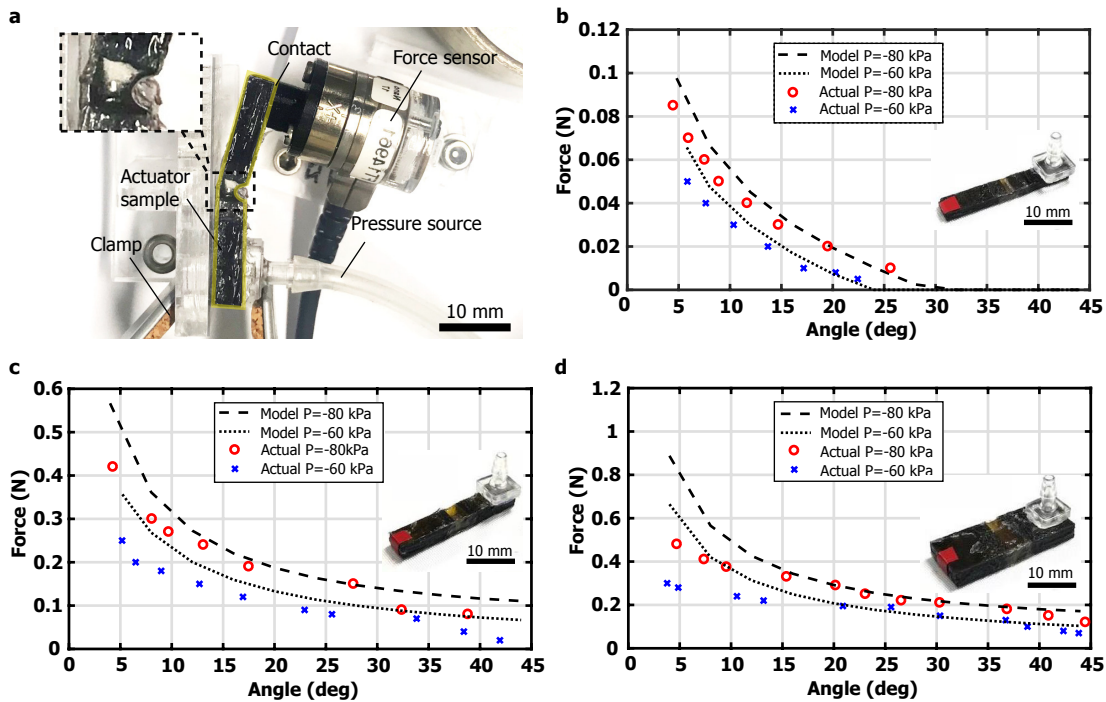 a
Contact
Force sensor
Actuator
sample
Pressure source
Clamp
10 mm
b
Force (N)
0.12
0.1
0.08
0.06
0.04
0.02
0
Model P=-80 kPa
Model P=-60 kPa
Actual P=-80 kPa
Actual P=-60 kPa
10 mm
0 5 10 15 20 25 30 35 40 45
Angle (deg)
c
Force (N)
0.6
0.5
0.4
0.3
0.2
0.1
0
Model P=-80 kPa
Model P=-60 kPa
Actual P=-80kPa
Actual P=-60 kPa
10 mm
0 5 10 15 20 25 30 35 40 45
Angle (deg)
d
Force (N)
1.2
1
0.8
0.6
0.4
0.2
0
Model P=-80 kPa
Model P=-60 kPa
Actual P=-80 kPa
Actual P=-60 kPa
10 mm
0 5 10 15 20 25 30 35 40 45
Angle (deg)